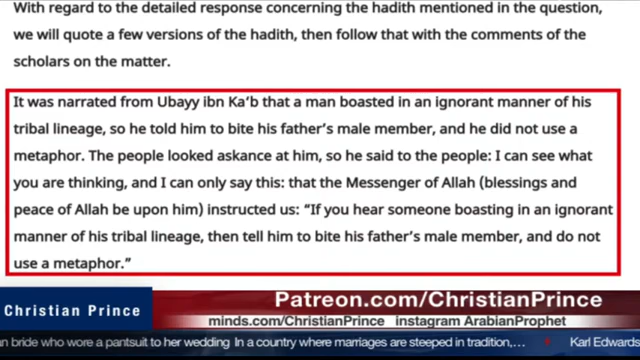 With regard to the detailed response concerning the hadith mentioned in the question,
we will quote a few versions of the hadith, then follow that with the comments of the
scholars on the matter.
It was narrated from Ubayy ibn Ka‘b that a man boasted in an ignorant manner of his
tribal lineage, so he told him to bite his father’s male member, and he did not use a
metaphor. The people looked askance at him, so he said to the people: I can see what
you are thinking, and I can only say this: that the Messenger of Allah (blessings and
peace of Allah be upon him) instructed us: “If you hear someone boasting in an ignorant
manner of his tribal lineage, then tell him to bite his father’s male member, and do not
use a metaphor.”
Christian Prince
Patreon.com/ChristianPrince
minds.com/ChristianPrince instagram ArabianProphet
an bride who wore a pantsuit to her wedding In a country where marriages are steeped in tradition,... Karl Edwards